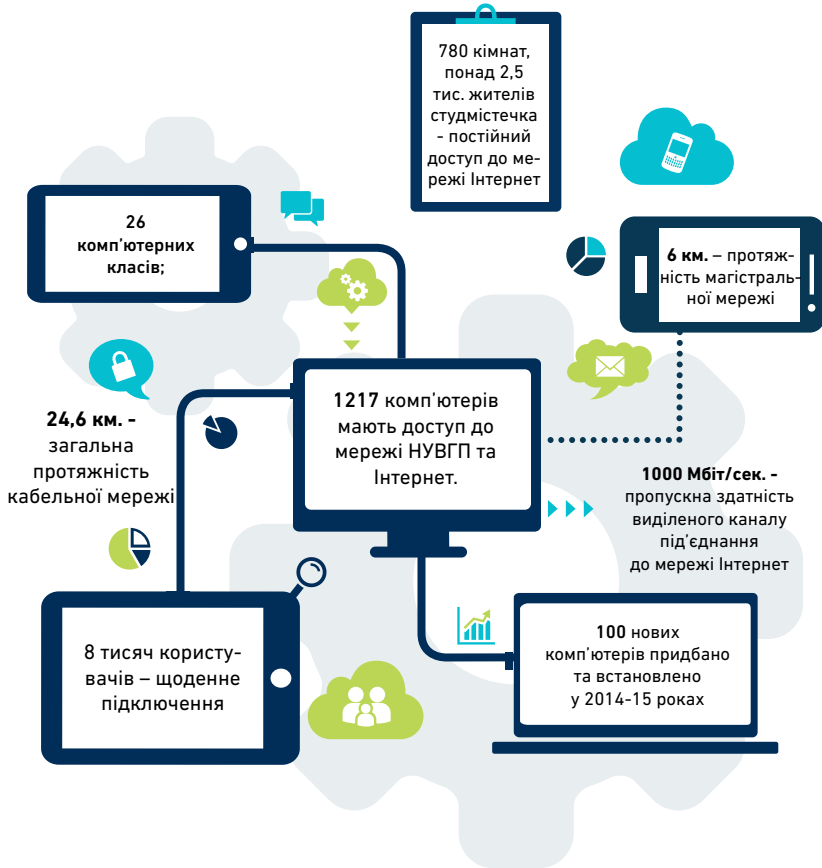 780 кімнат,
понад 2,5
тис. жителів
студмістечка
- постійний
доступ до ме-
режі Інтернет
26
комп'ютерних
класів;
6 км. – протяж-
ність магістраль-
ної мережі
1217 комп'ютерів
мають доступ до
мережі НУВГП та
Інтернет.
24,6 км. -
загальна
протяжність
кабельної мережі
1000 Мбіт/сек. -
пропускна здатність
виділеного каналу
під'єднання
до мережі Інтернет
8 тисяч користу-
вачів – щоденне
підключення
100 нових
комп'ютерів придбано
та встановлено
у 2014-15 роках